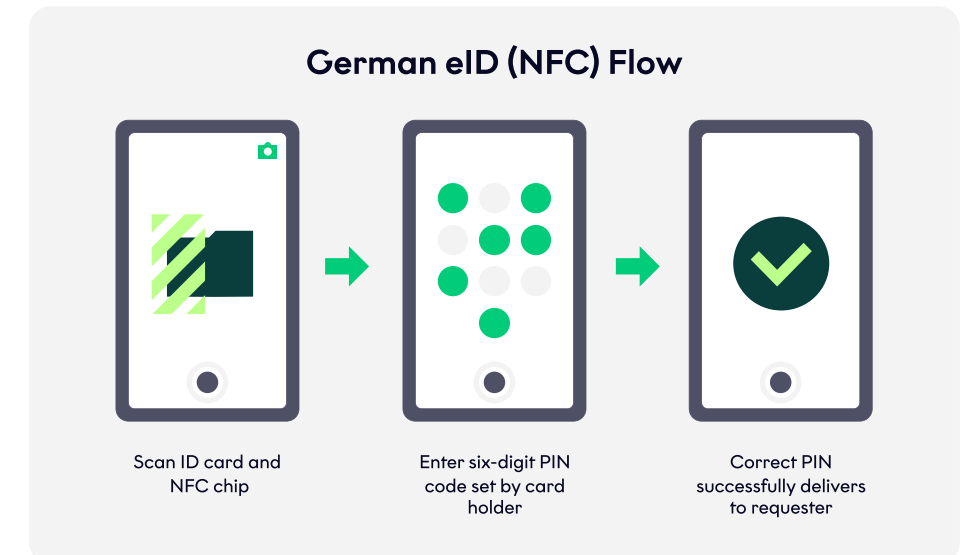 German eID (NFC) Flow
Scan ID card and
NFC chip
Enter six-digit PIN
code set by card
holder
Correct PIN
successfully delivers
to requester